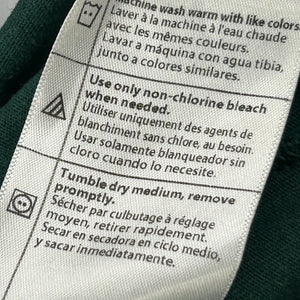 machine wash warm with like colors.
Laver à la machine à l'eau chaude
avec les mêmes couleurs.
Lavar a máquina con agua tibia,
junto a colores similares.
Use only non-chlorine bleach
when needed.
Utiliser uniquement des agents de
blanchiment sans chlore, au besoin.
Usar solamente blanqueador sin
cloro cuando lo necesite.
Tumble dry medium, remove
promptly.
Sécher par culbutage à réglage
moyen, retirer rapidement.
Secar en secadora en ciclo medio,
y sacar inmediatamente.